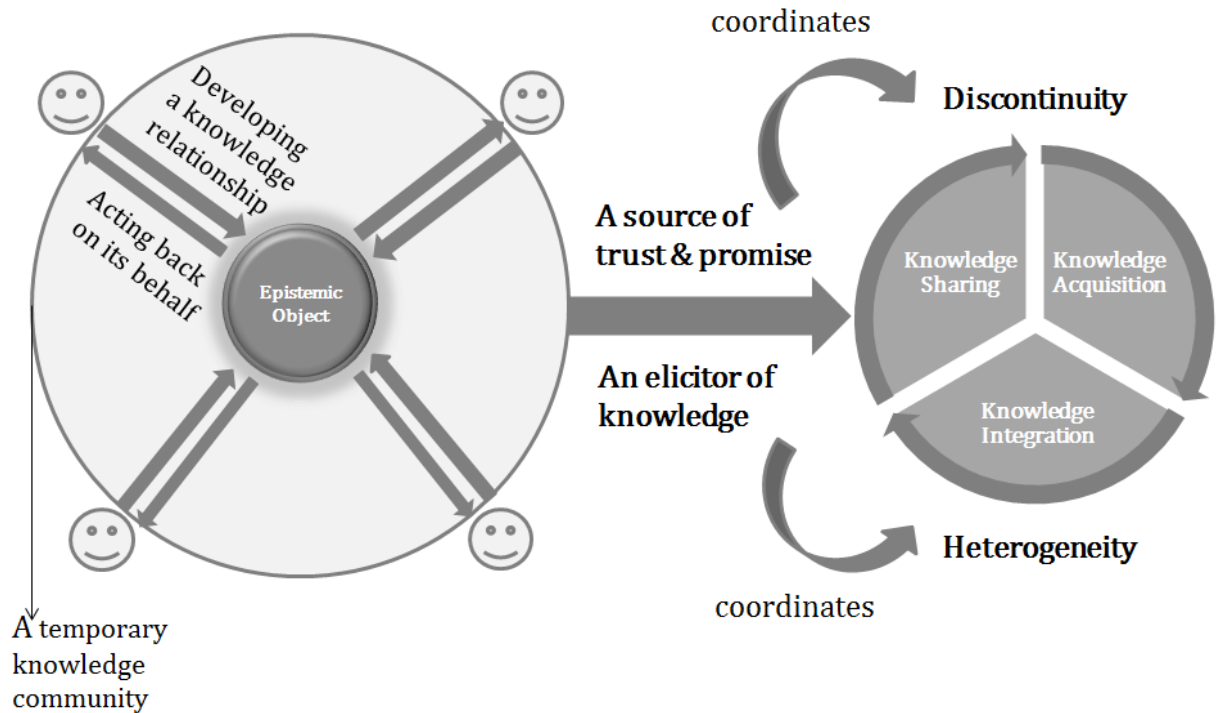 coordinates
Developing
a knowledge
relationship
Acting back
on its behalf
Epistemic
Object
A source of
trust & promise
An elicitor of
knowledge
Discontinuity
Knowledge
Sharing
Knowledge
Acquisition
Knowledge
Integration
Heterogeneity
coordinates
A temporary
knowledge
community